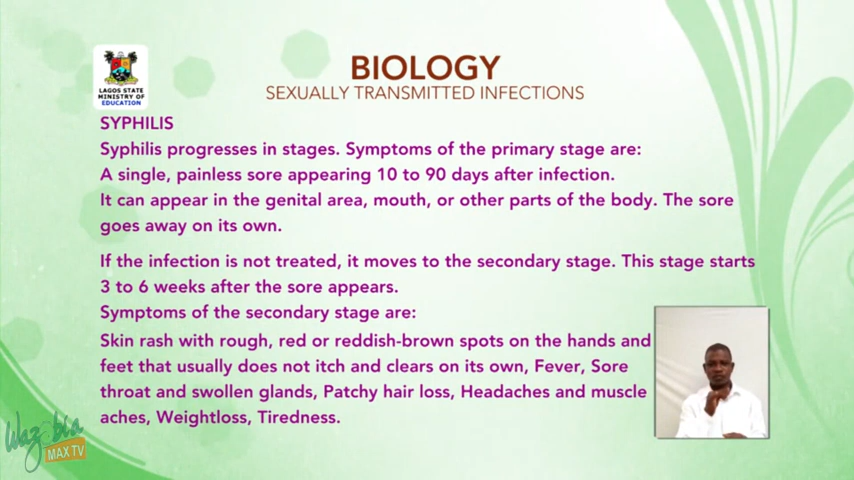 BIOLOGY
SEXUALLY TRANSMITTED INFECTIONS
LAGOS STATE
MINISTRY OF
EDUCATION
SYPHILIS
Syphilis progresses in stages. Symptoms of the primary stage are:
A single, painless sore appearing 10 to 90 days after infection.
It can appear in the genital area, mouth, or other parts of the body. The sore
goes away on its own.
If the infection is not treated, it moves to the secondary stage. This stage starts
3 to 6 weeks after the sore appears.
Symptoms of the secondary stage are:
Skin rash with rough, red or reddish-brown spots on the hands and
feet that usually does not itch and clears on its own, Fever, Sore
throat and swollen glands, Patchy hair loss, Headaches and muscle
aches, Weightloss, Tiredness.
Wazobia
MAX TV